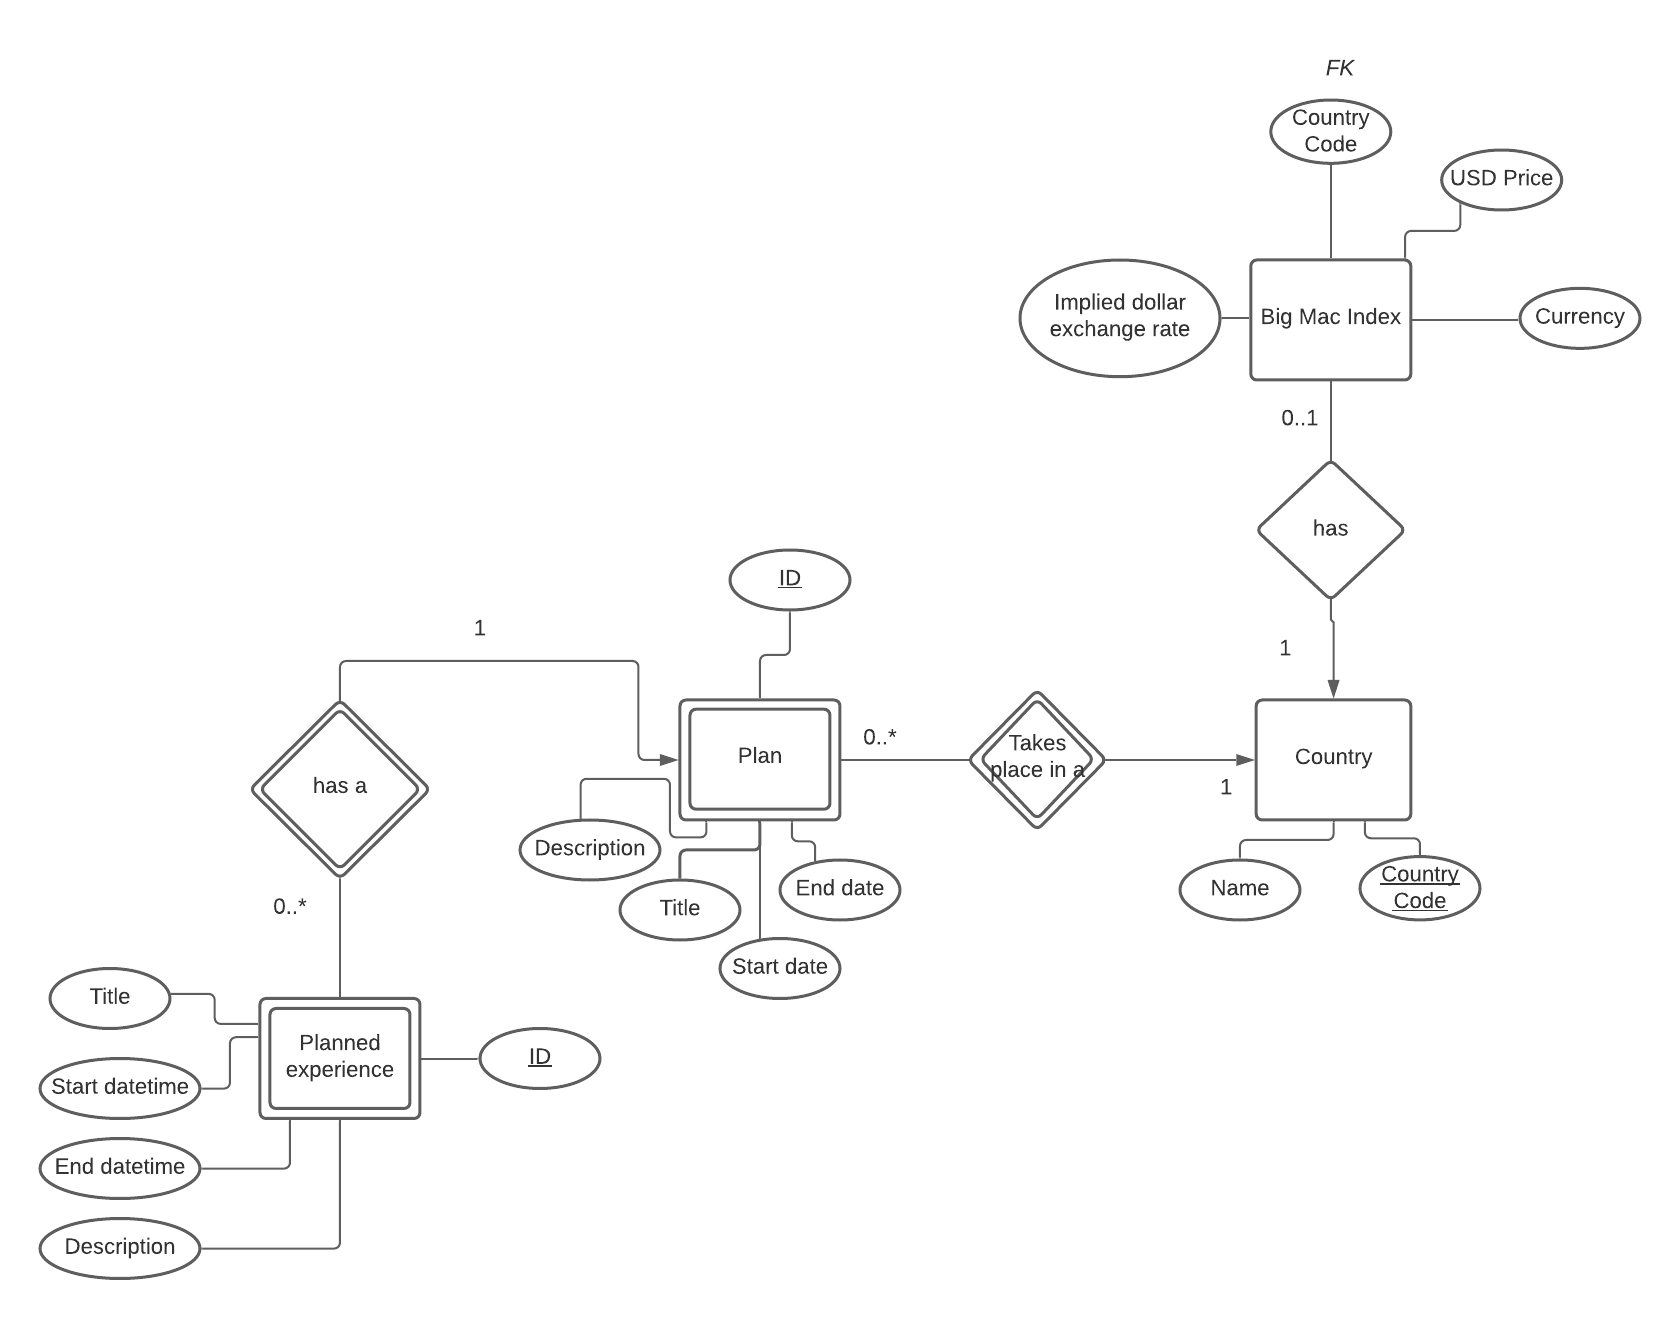 FK
Country
Code
USD Price
Implied dollar
exchange rate
Big Mac Index
Currency
0..1
has
1
ID
1
Plan
0..*
Takes
place in a
1
Country
has a
Description
Title
End date
Start date
Name
Country
Code
0..*
Title
Planned
experience
ID
Start datetime
End datetime
Description